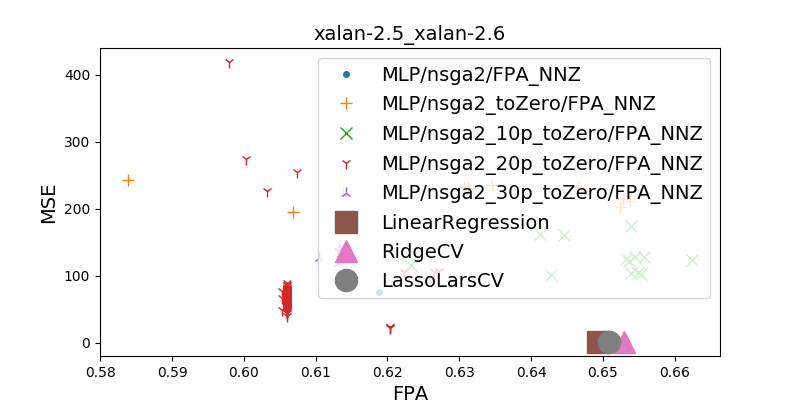 xalan-2.5_xalan-2.6
400
300
200
100
0
MSE
MLP/nsga2/FPA_NNZ
MLP/nsga2_toZero/FPA_NNZ
MLP/nsga2_10p_toZero/FPA_NNZ
MLP/nsga2_20p_toZero/FPA_NNZ
MLP/nsga2_30p_toZero/FPA_NNZ
LinearRegression
RidgeCV
LassoLarsCV
0.58 0.59 0.60 0.61 0.62 0.63 0.64 0.65 0.66
FPA